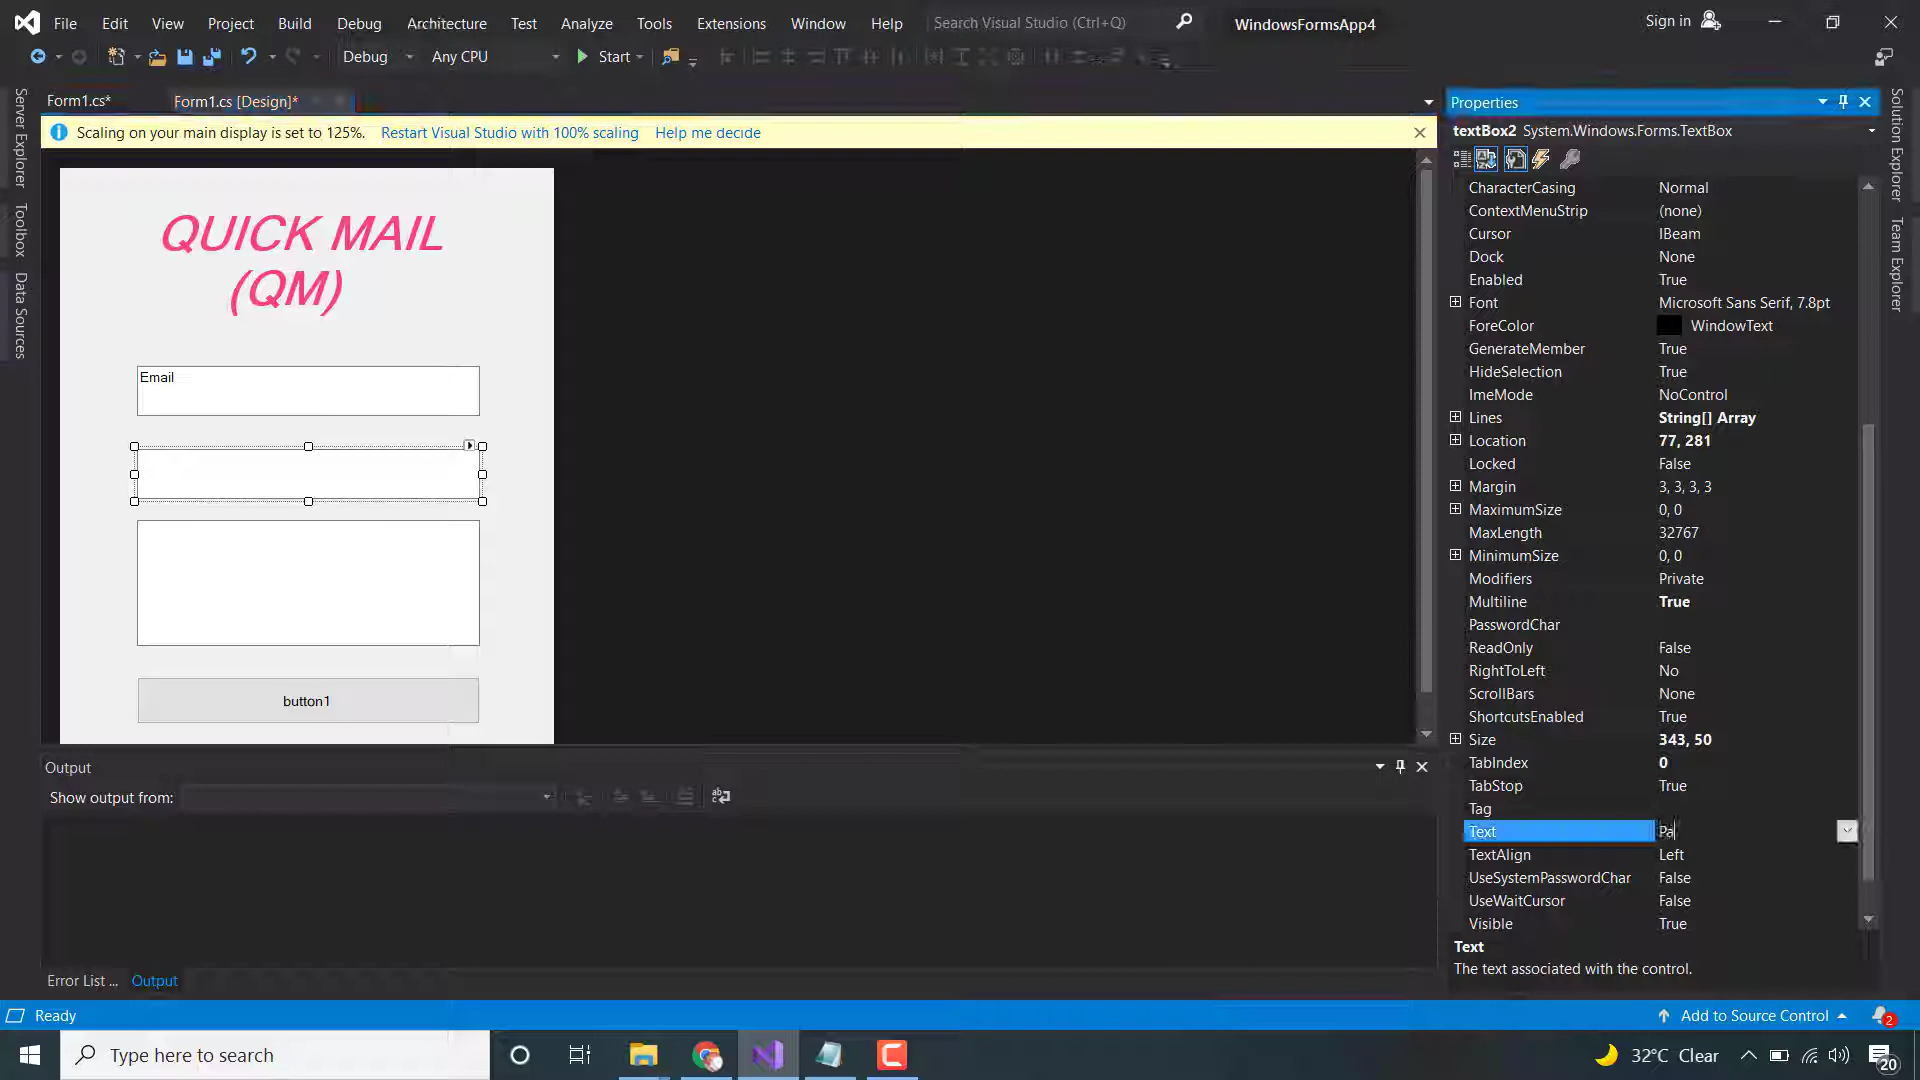 File Edit View Project Build Debug Architecture Test Analyze Tools Extensions Window Help Search Visual Studio (Ctrl+Q) WindowsFormsApp4 Sign in
Debug Any CPU Start
Form1.cs* Form1.cs [Design]*
Scaling on your main display is set to 125%. Restart Visual Studio with 100% scaling Help me decide
Server Explorer
Toolbox
Data Sources
QUICK MAIL
(QM)
Email
button1
Output
Show output from:
Error List ... Output
Properties
textBox2 System.Windows.Forms.TextBox
CharacterCasing Normal
ContextMenuStrip (none)
Cursor IBeam
Dock None
Enabled True
Font Microsoft Sans Serif, 7.8pt
ForeColor WindowText
GenerateMember True
HideSelection True
ImeMode NoControl
Lines String[] Array
Location 77, 281
Locked False
Margin 3, 3, 3, 3
MaximumSize 0, 0
MaxLength 32767
MinimumSize 0, 0
Modifiers Private
Multiline True
PasswordChar
ReadOnly False
RightToLeft No
ScrollBars None
ShortcutsEnabled True
Size 343, 50
TabIndex 0
TabStop True
Tag
Text Pa
TextAlign Left
UseSystemPasswordChar False
UseWaitCursor False
Visible True
Text
The text associated with the control.
Solution Explorer
Team Explorer
Ready Add to Source Control 2
Type here to search 32°C Clear 20